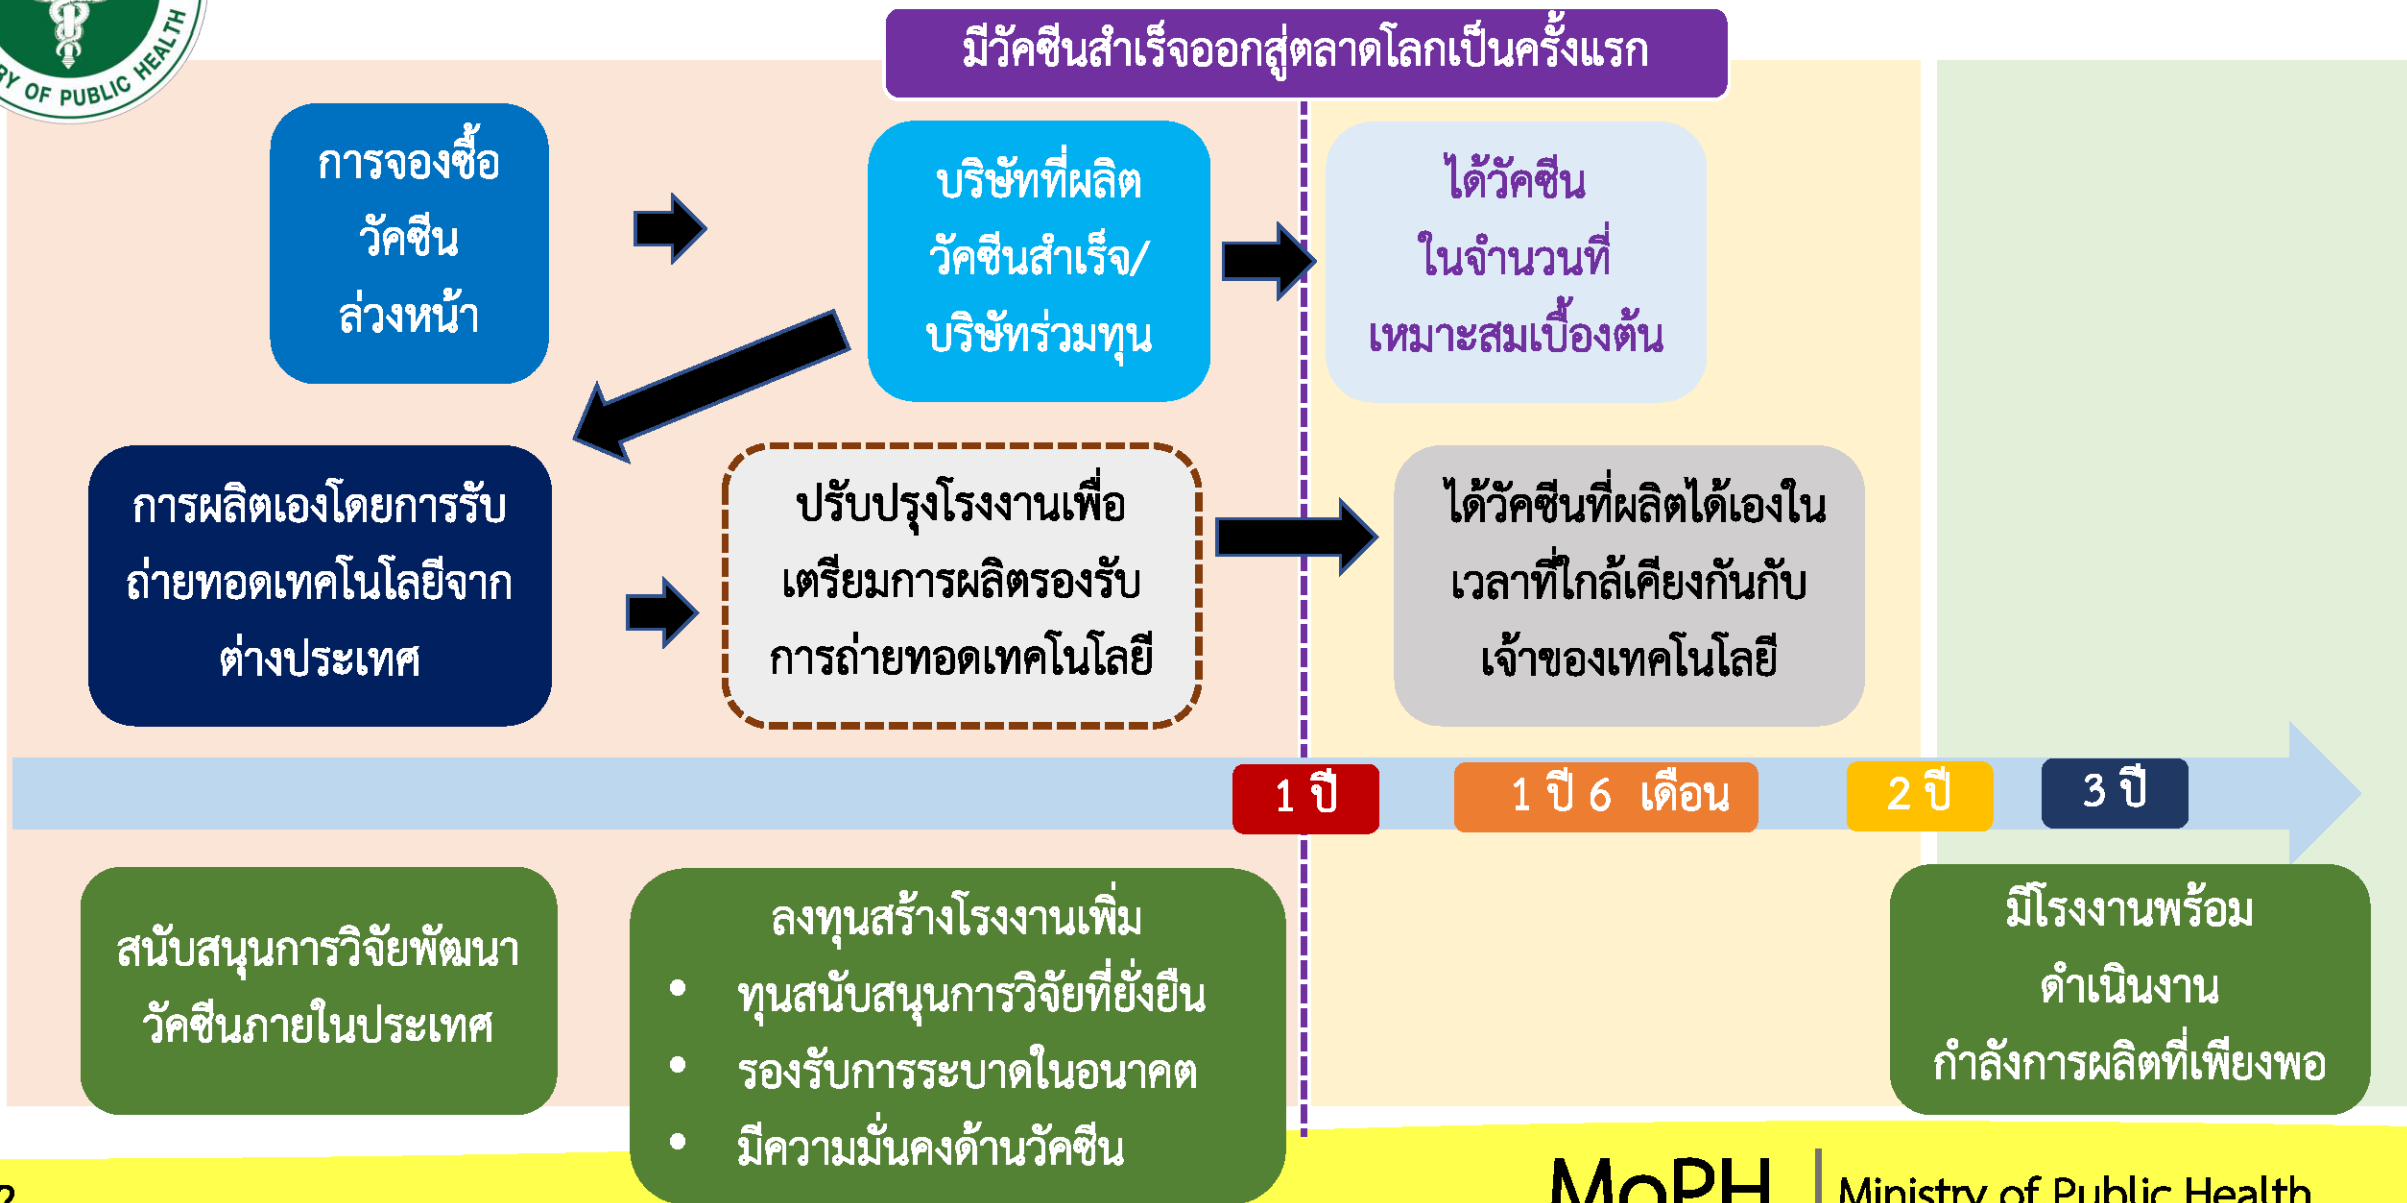 RY OF PUBLIC HEALTH
มีวัคซีนสำเร็จออกสู่ตลาดโลกเป็นครั้งแรก
การจองซื้อ
วัคซีน
ล่วงหน้า
บริษัทที่ผลิต
วัคซีนสำเร็จ/
บริษัทร่วมทุน
ได้วัคซีน
ในจำนวนที่
เหมาะสมเบื้องต้น
การผลิตเองโดยการรับ
ถ่ายทอดเทคโนโลยีจาก
ต่างประเทศ
ปรับปรุงโรงงานเพื่อ
เตรียมการผลิตรองรับ
การถ่ายทอดเทคโนโลยี
ได้วัคซีนที่ผลิตได้เองใน
เวลาที่ใกล้เคียงกันกับ
เจ้าของเทคโนโลยี
1 ปี
1 ปี 6 เดือน
2 ปี
3 ปี
สนับสนุนการวิจัยพัฒนา
วัคซีนภายในประเทศ
ลงทุนสร้างโรงงานเพิ่ม
• ทุนสนับสนุนการวิจัยที่ยั่งยืน
• รองรับการระบาดในอนาคต
• มีความมั่นคงด้านวัคซีน
มีโรงงานพร้อม
ดำเนินงาน
กำลังการผลิตที่เพียงพอ
2
MoPH
Ministry of Public Health